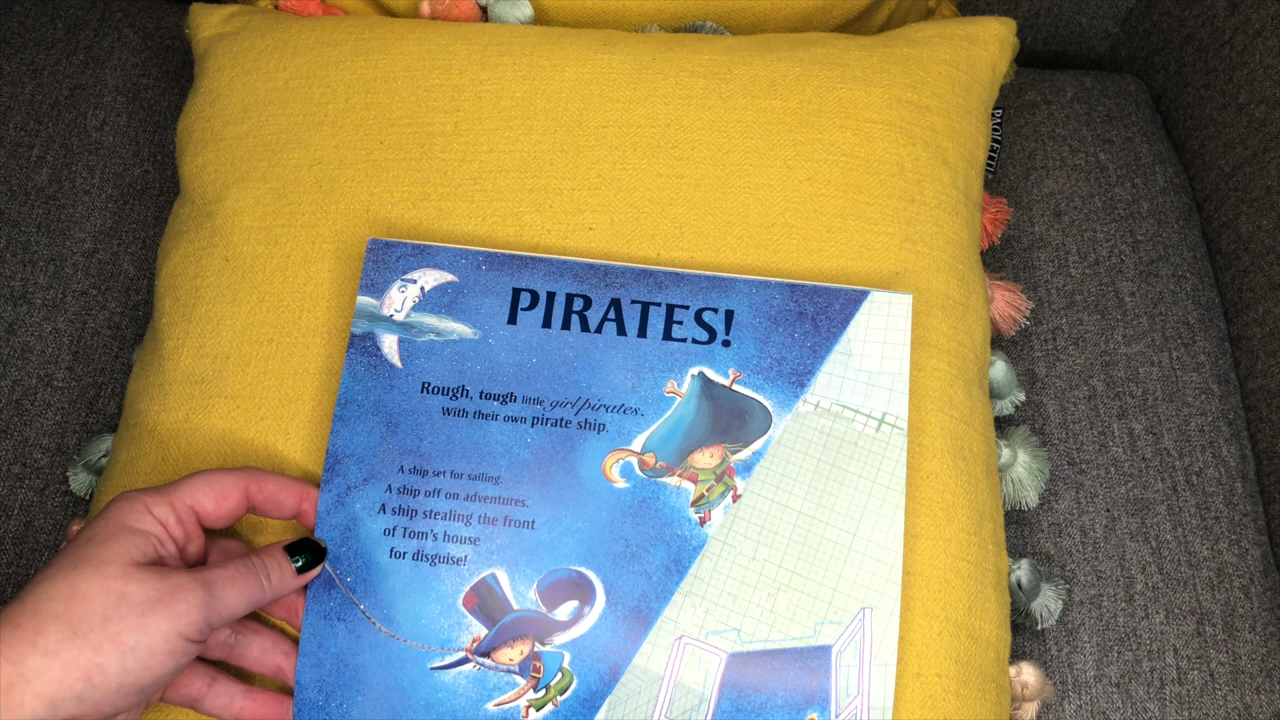 PIRATES!
Rough, tough little girl pirates.
With their own pirate ship.
A ship set for sailing.
A ship off on adventures.
A ship stealing the front
of Tom's house
for disguise!
PAOLETTI